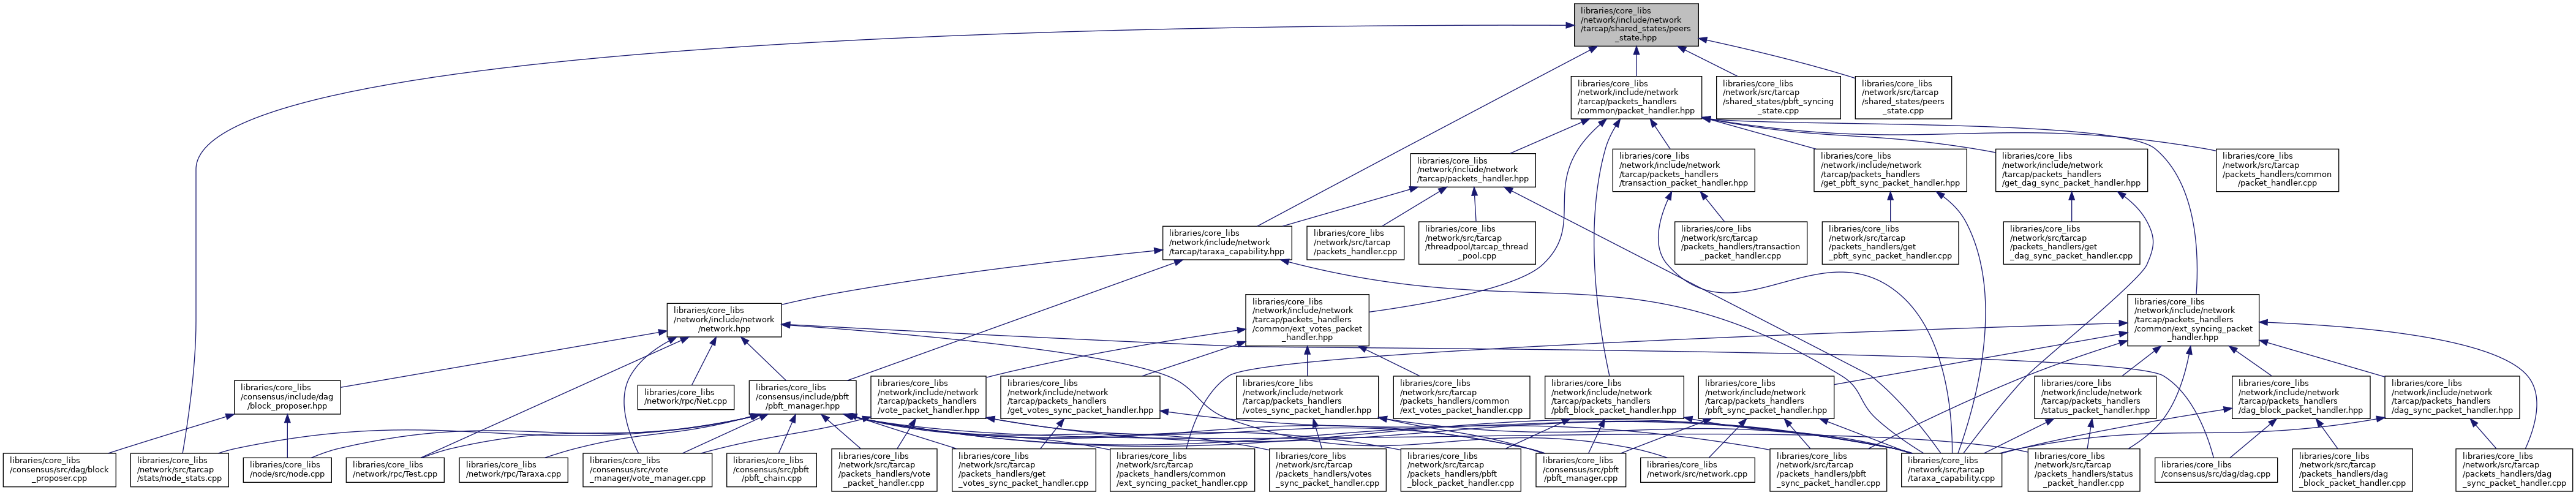 libraries/core_libs
/network/include/network
/tarcap/shared_states/peers
_state.hpp
libraries/core_libs
/network/include/network
/tarcap/packets_handlers
/common/packet_handler.hpp
libraries/core_libs
/network/src/tarcap
/shared_states/pbft_syncing
_state.cpp
libraries/core_libs
/network/src/tarcap
/shared_states/peers
_state.cpp
libraries/core_libs
/network/include/network
/tarcap/packets_handler.hpp
libraries/core_libs
/network/include/network
/tarcap/packets_handlers
/transaction_packet_handler.hpp
libraries/core_libs
/network/include/network
/tarcap/packets_handlers
/get_pbft_sync_packet_handler.hpp
libraries/core_libs
/network/include/network
/tarcap/packets_handlers
/get_dag_sync_packet_handler.hpp
libraries/core_libs
/network/src/tarcap
/packets_handlers/common
/packet_handler.cpp
libraries/core_libs
/network/include/network
/tarcap/taraxa_capability.hpp
libraries/core_libs
/network/src/tarcap
/packets_handler.cpp
libraries/core_libs
/network/src/tarcap
/threadpool/tarcap_thread
_pool.cpp
libraries/core_libs
/network/src/tarcap
/packets_handlers/transaction
_packet_handler.cpp
libraries/core_libs
/network/src/tarcap
/packets_handlers/get
_pbft_sync_packet_handler.cpp
libraries/core_libs
/network/src/tarcap
/packets_handlers/get
_dag_sync_packet_handler.cpp
libraries/core_libs
/network/include/network
/network.hpp
libraries/core_libs
/network/include/network
/tarcap/packets_handlers
/common/ext_votes_packet
_handler.hpp
libraries/core_libs
/network/include/network
/tarcap/packets_handlers
/common/ext_syncing_packet
_handler.hpp
libraries/core_libs
/consensus/include/dag
/block_proposer.hpp
libraries/core_libs
/network/rpc/Net.cpp
libraries/core_libs
/consensus/include/pbft
/pbft_manager.hpp
libraries/core_libs
/network/include/network
/tarcap/packets_handlers
/vote_packet_handler.hpp
libraries/core_libs
/network/include/network
/tarcap/packets_handlers
/get_votes_sync_packet_handler.hpp
libraries/core_libs
/network/include/network
/tarcap/packets_handlers
/votes_sync_packet_handler.hpp
libraries/core_libs
/network/src/tarcap
/packets_handlers/common
/ext_votes_packet_handler.cpp
libraries/core_libs
/network/include/network
/tarcap/packets_handlers
/pbft_block_packet_handler.hpp
libraries/core_libs
/network/include/network
/tarcap/packets_handlers
/pbft_sync_packet_handler.hpp
libraries/core_libs
/network/include/network
/tarcap/packets_handlers
/status_packet_handler.hpp
libraries/core_libs
/network/include/network
/tarcap/packets_handlers
/dag_block_packet_handler.hpp
libraries/core_libs
/network/include/network
/tarcap/packets_handlers
/dag_sync_packet_handler.hpp
libraries/core_libs
/consensus/src/dag/block
_proposer.cpp
libraries/core_libs
/network/src/tarcap
/stats/node_stats.cpp
libraries/core_libs
/node/src/node.cpp
libraries/core_libs
/network/rpc/Test.cpp
libraries/core_libs
/network/rpc/Taraxa.cpp
libraries/core_libs
/consensus/src/vote
_manager/vote_manager.cpp
libraries/core_libs
/consensus/src/pbft
/pbft_chain.cpp
libraries/core_libs
/network/src/tarcap
/packets_handlers/vote
_packet_handler.cpp
libraries/core_libs
/network/src/tarcap
/packets_handlers/get
_votes_sync_packet_handler.cpp
libraries/core_libs
/network/src/tarcap
/packets_handlers/common
/ext_syncing_packet_handler.cpp
libraries/core_libs
/network/src/tarcap
/packets_handlers/votes
_sync_packet_handler.cpp
libraries/core_libs
/network/src/tarcap
/packets_handlers/pbft
_block_packet_handler.cpp
libraries/core_libs
/consensus/src/pbft
/pbft_manager.cpp
libraries/core_libs
/network/src/network.cpp
libraries/core_libs
/network/src/tarcap
/packets_handlers/pbft
_sync_packet_handler.cpp
libraries/core_libs
/network/src/tarcap
/taraxa_capability.cpp
libraries/core_libs
/network/src/tarcap
/packets_handlers/status
_packet_handler.cpp
libraries/core_libs
/consensus/src/dag/dag.cpp
libraries/core_libs
/network/src/tarcap
/packets_handlers/dag
_block_packet_handler.cpp
libraries/core_libs
/network/src/tarcap
/packets_handlers/dag
_sync_packet_handler.cpp